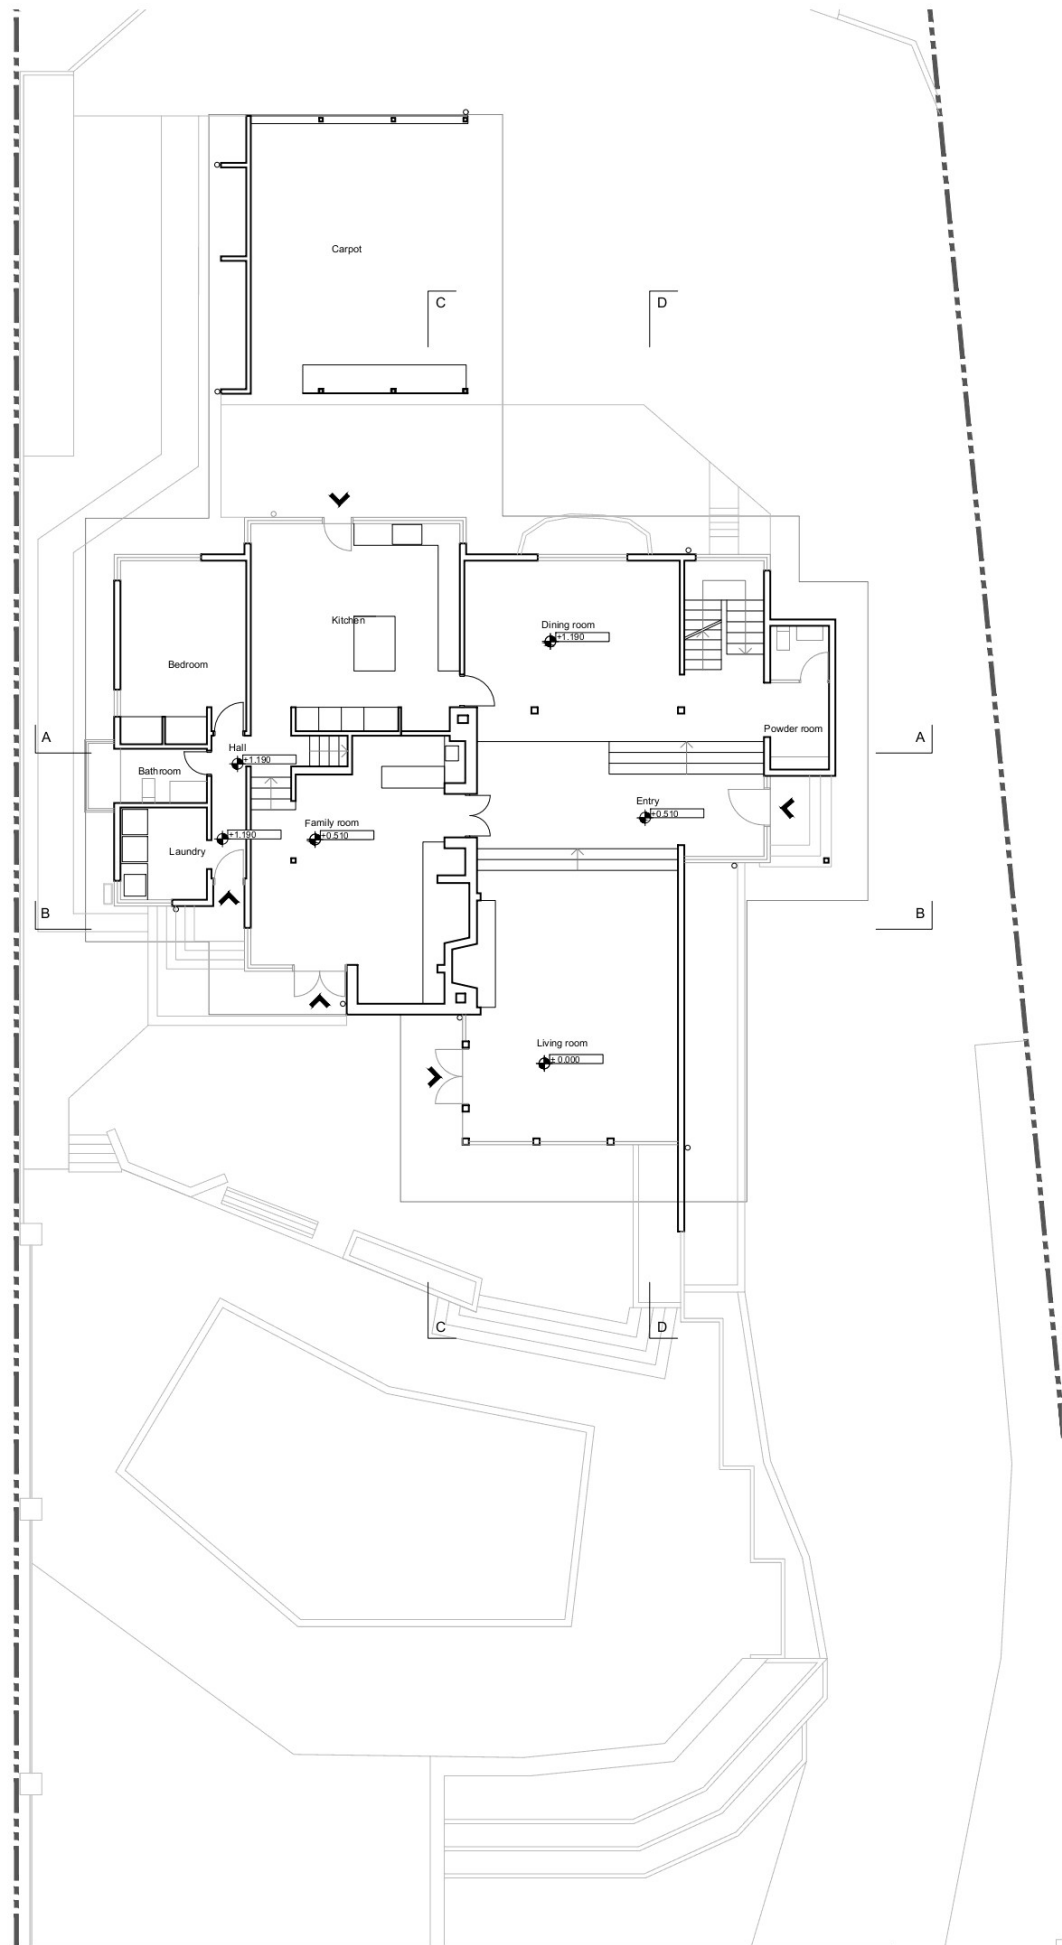 Carpot
C
D
Kitchen
Dining room
+1.190
Bedroom
Powder room
A
Hall
+1.190
A
Bathroom
Entry
+0.510
Family room
+0.510
+1.190
Laundry
B
B
Living room
± 0.000
C
D